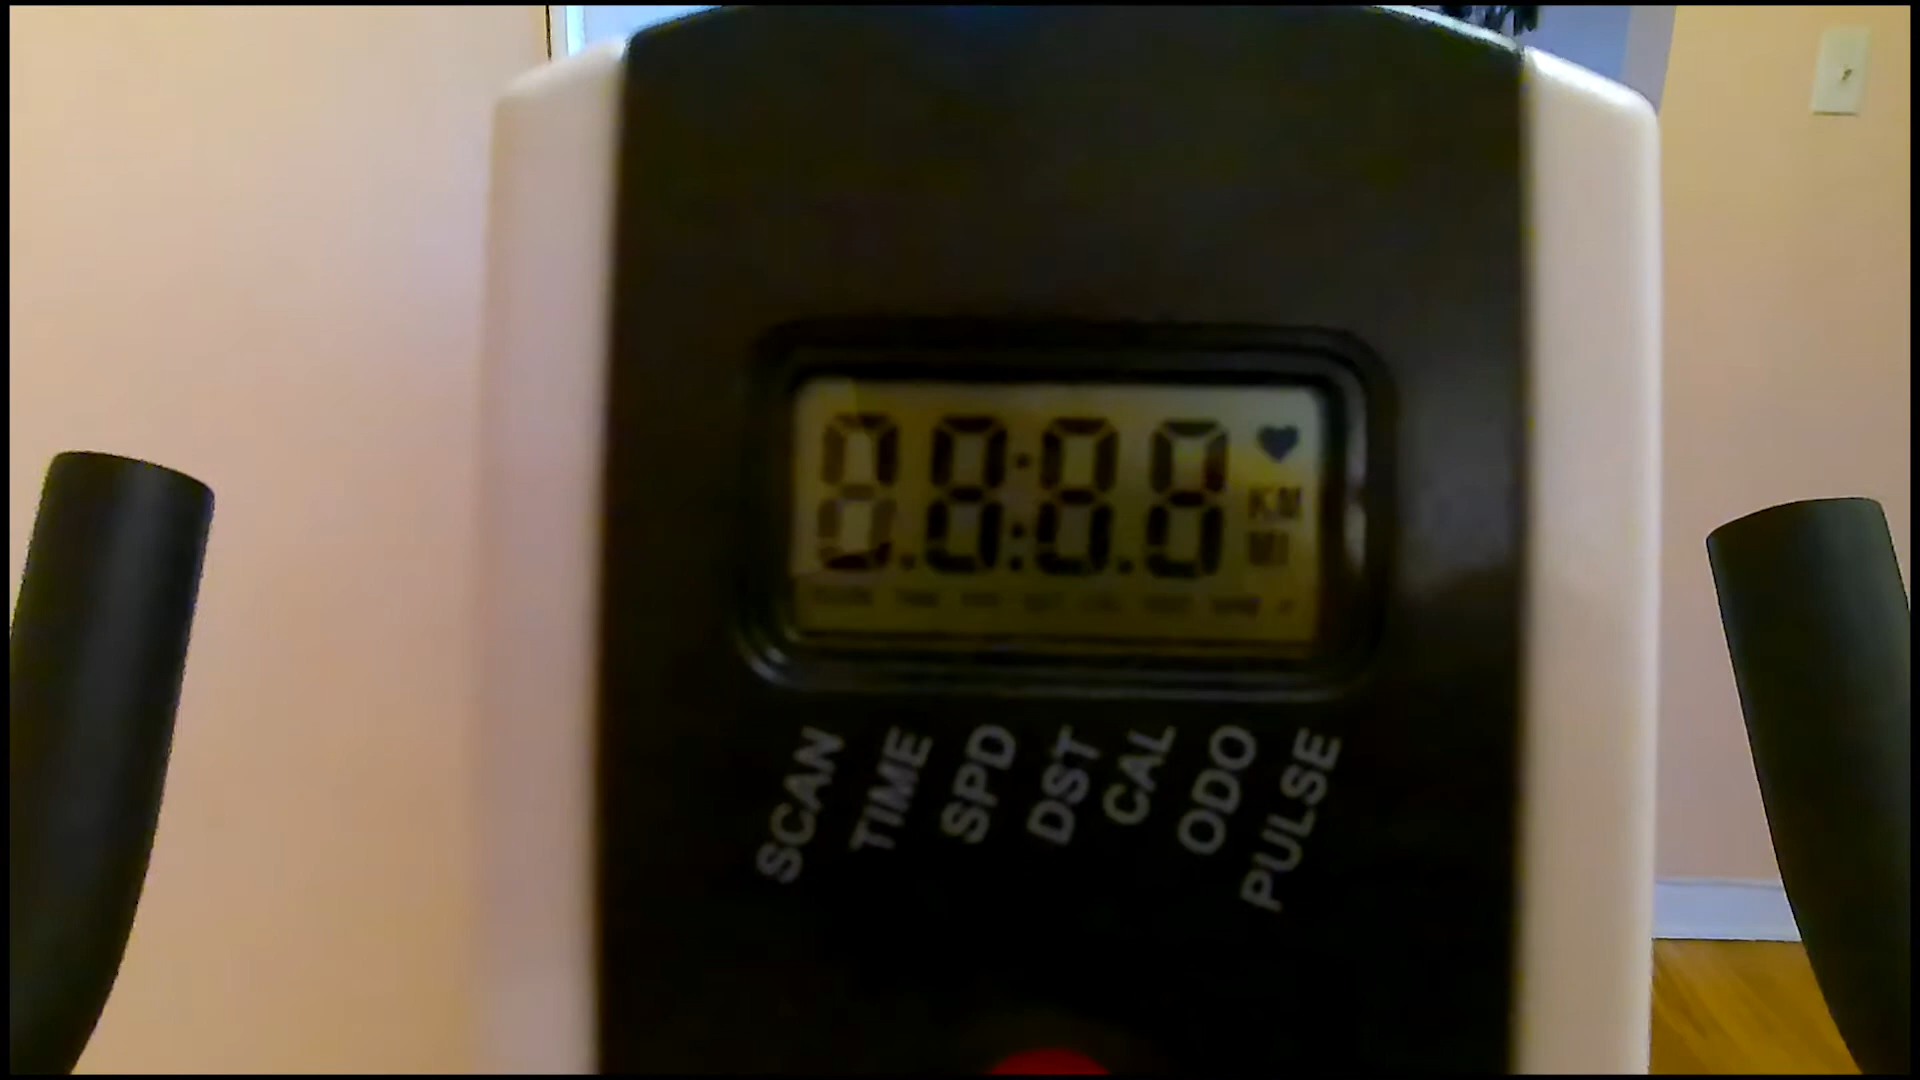 88:88
KM
MI
SCAN TIME SPD DST CAL ODO PULSE